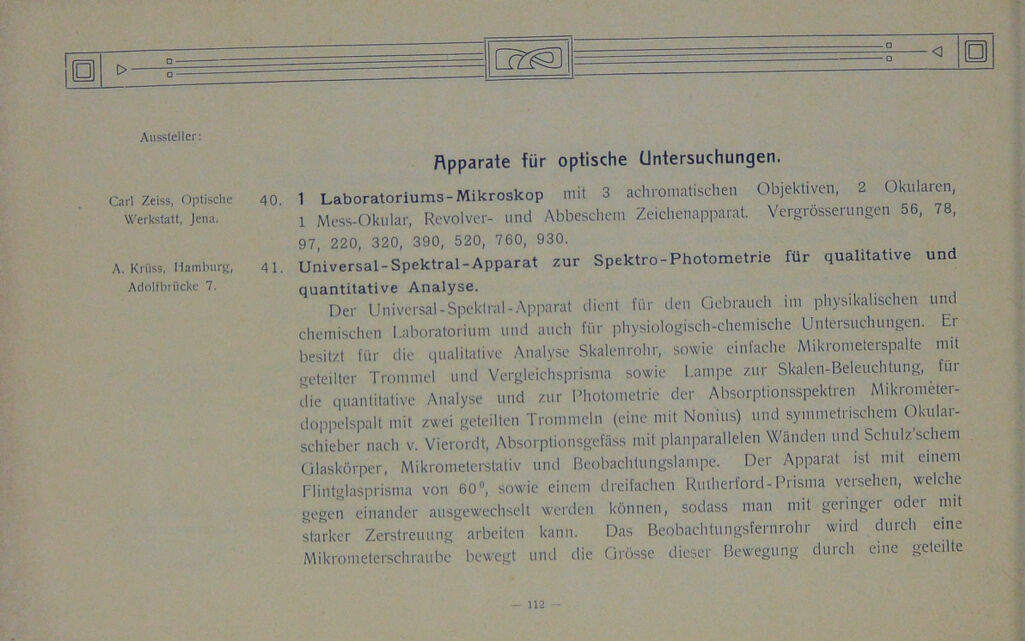 Aussteller:
Apparate für optische Untersuchungen.
Carl Zeiss, Optische
Werkstatt, Jena.
40. 1 Laboratoriums-Mikroskop mit 3 achromatischen Objektiven, 2 Okularen,
1 Mess-Okular, Revolver- und Abbeschem Zeichenapparat. Vergrösserungen 56, 78,
97, 220, 320, 390, 520, 760, 930.
A. Krüss, Hamburg,
Adolfbrücke 7.
41. Universal-Spektral-Apparat zur Spektro-Photometrie für qualitative und
quantitative Analyse.
Der Universal-Spektral-Apparat dient für den Gebrauch im physikalischen und
chemischen Laboratorium und auch für physiologisch-chemische Untersuchungen. Er
besitzt für die qualitative Analyse Skalenrohr, sowie einfache Mikrometerspalte mit
geteilter Trommel und Vergleichsprisma sowie Lampe zur Skalen-Beleuchtung, für
die quantitative Analyse und zur Photometrie der Absorptionsspektren Mikrometer-
doppelspalt mit zwei geteilten Trommeln (eine mit Nonius) und symmetrischem Okular-
schieber nach v. Vierordt, Absorptionsgefäss mit planparallelen Wänden und Schulz'schem
Glaskörper, Mikrometerstativ und Beobachtungslampe. Der Apparat ist mit einem
Flintglasprisma von 60°, sowie einem dreifachen Rutherford-Prisma versehen, welche
gegen einander ausgewechselt werden können, sodass man mit geringer oder mit
starker Zerstreuung arbeiten kann. Das Beobachtungsfernrohr wird durch eine
Mikrometerschraube bewegt und die Grösse dieser Bewegung durch eine geteilte
— 112 —